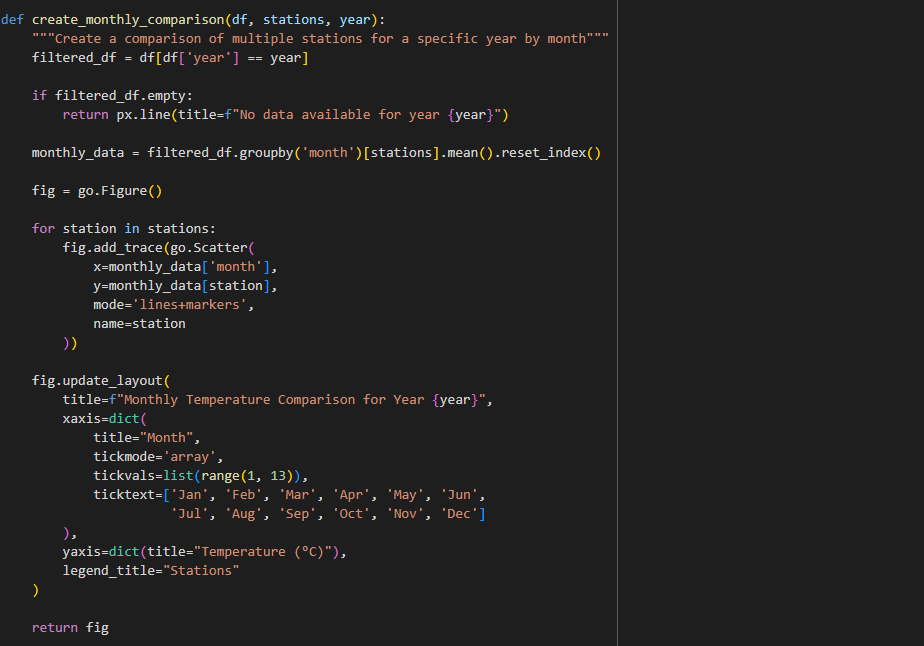 def create_monthly_comparison(df, stations, year):
    """Create a comparison of multiple stations for a specific year by month"""
    filtered_df = df[df['year'] == year]

    if filtered_df.empty:
        return px.line(title=f"No data available for year {year}")

    monthly_data = filtered_df.groupby('month')[stations].mean().reset_index()

    fig = go.Figure()

    for station in stations:
        fig.add_trace(go.Scatter(
            x=monthly_data['month'],
            y=monthly_data[station],
            mode='lines+markers',
            name=station
        ))

    fig.update_layout(
        title=f"Monthly Temperature Comparison for Year {year}",
        xaxis=dict(
            title="Month",
            tickmode='array',
            tickvals=list(range(1, 13)),
            ticktext=['Jan', 'Feb', 'Mar', 'Apr', 'May', 'Jun',
                      'Jul', 'Aug', 'Sep', 'Oct', 'Nov', 'Dec']
        ),
        yaxis=dict(title="Temperature (°C)"),
        legend_title="Stations"
    )

    return fig